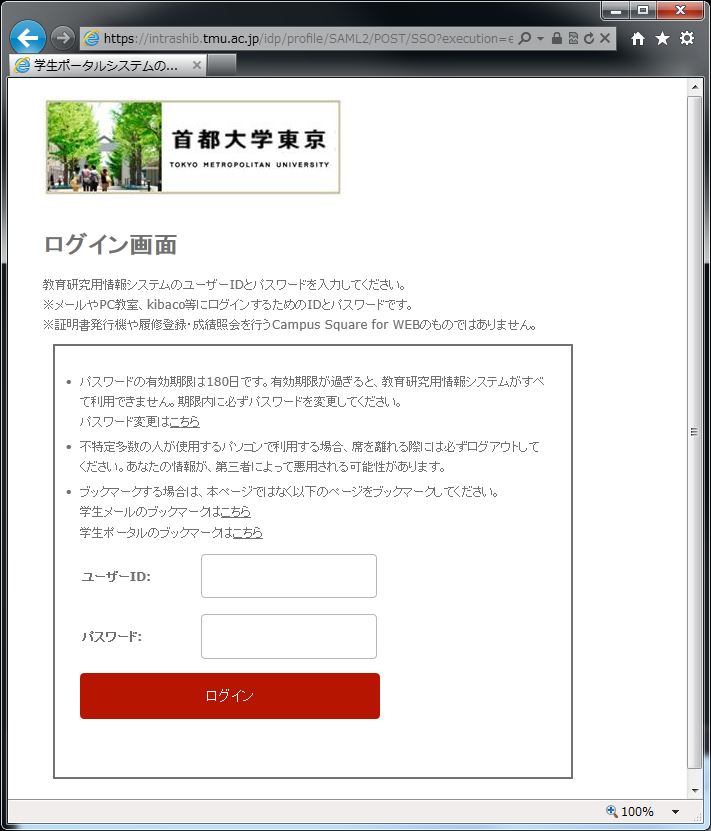 https://intrashib.tmu.ac.jp/idp/profile/SAML2/POST/SSO?execution=e
学生ポータルシステムの...
首都大学東京
TOKYO METROPOLITAN UNIVERSITY
ログイン画面
教育研究用情報システムのユーザーIDとパスワードを入力してください。
※メールやPC教室、kibaco等にログインするためのIDとパスワードです。
※証明書発行機や履修登録・成績照会を行うCampus Square for WEBのものではありません。
• パスワードの有効期限は180日です。有効期限が過ぎると、教育研究用情報システムがすべ
て利用できません。期限内に必ずパスワードを変更してください。
パスワード変更はこちら
• 不特定多数の人が使用するパソコンで利用する場合、席を離れる際には必ずログアウトして
ください。あなたの情報が、第三者によって悪用される可能性があります。
• ブックマークする場合は、本ページではなく以下のページをブックマークしてください。
学生メールのブックマークはこちら
学生ポータルのブックマークはこちら
ユーザーID:
パスワード:
ログイン
100%